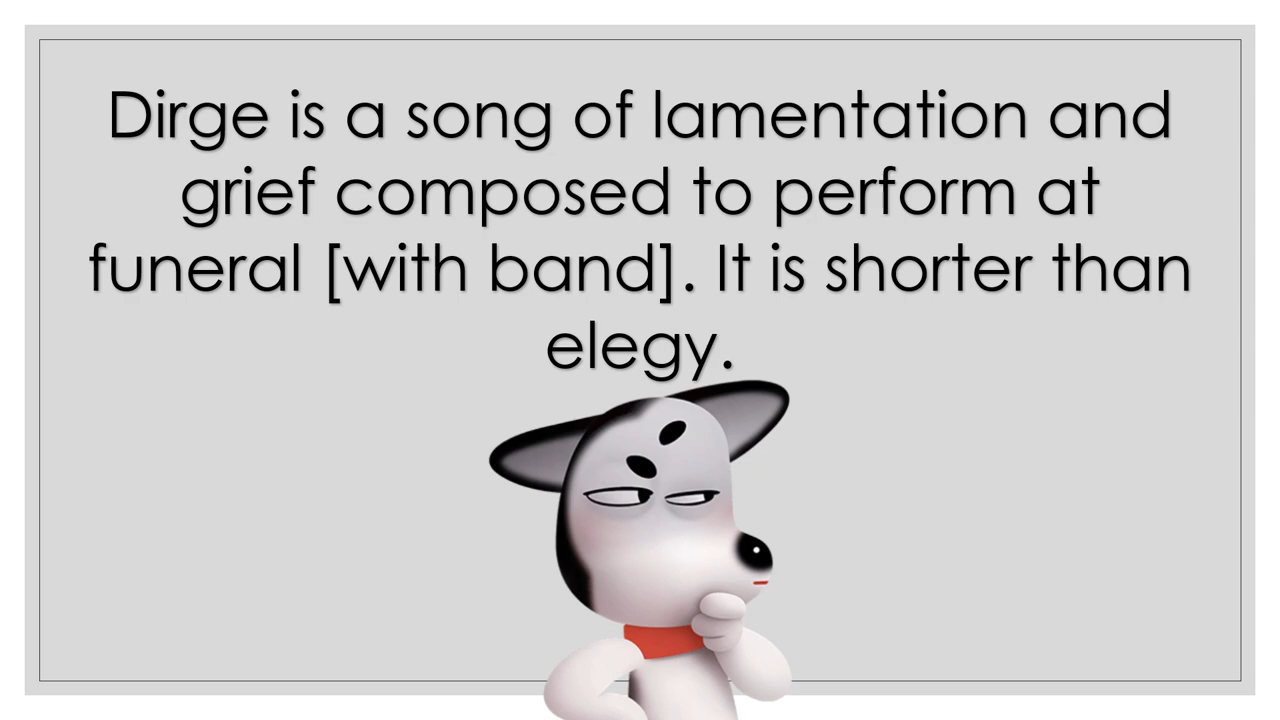 Dirge is a song of lamentation and
grief composed to perform at
funeral [with band]. It is shorter than
elegy.